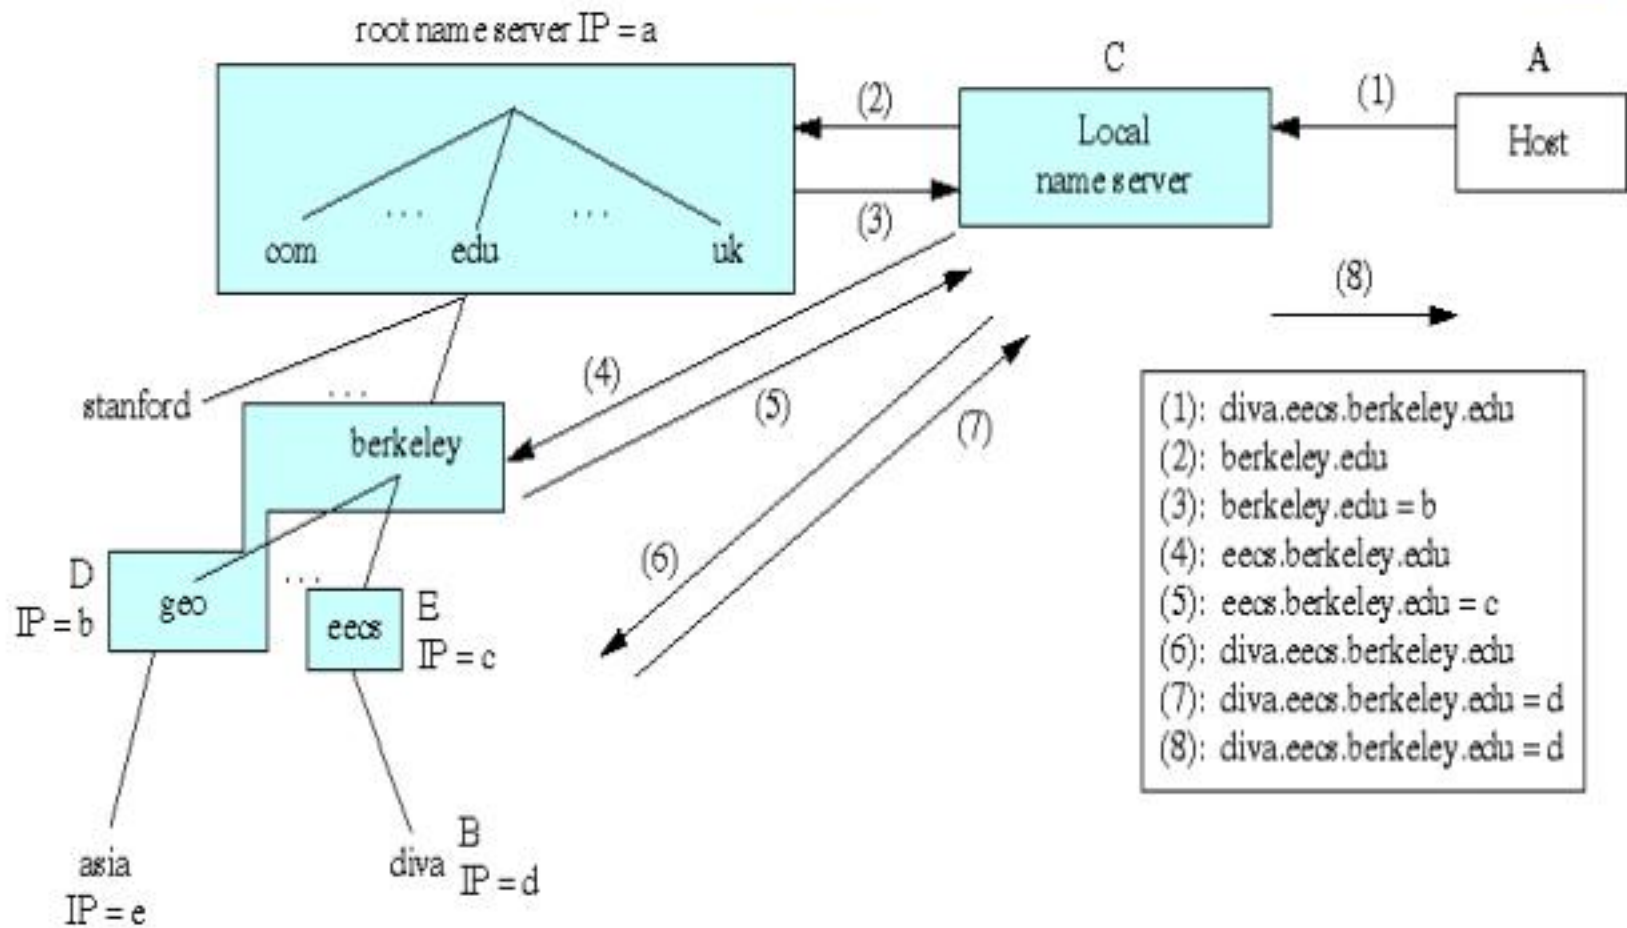 root name server IP = a
C
A
(2)
(1)
Local
name server
Host
(3)
... ...
com edu uk
(8)
(4)
stanford
...
(5)
(7)
berkeley
(1): diva.eecs.berkeley.edu
(2): berkeley.edu
(3): berkeley.edu = b
(4): eecs.berkeley.edu
(5): eecs.berkeley.edu = c
(6): diva.eecs.berkeley.edu
(7): diva.eecs.berkeley.edu = d
(8): diva.eecs.berkeley.edu = d
(6)
D
IP = b
geo
...
eecs
E
IP = c
asia
IP = e
diva
B
IP = d